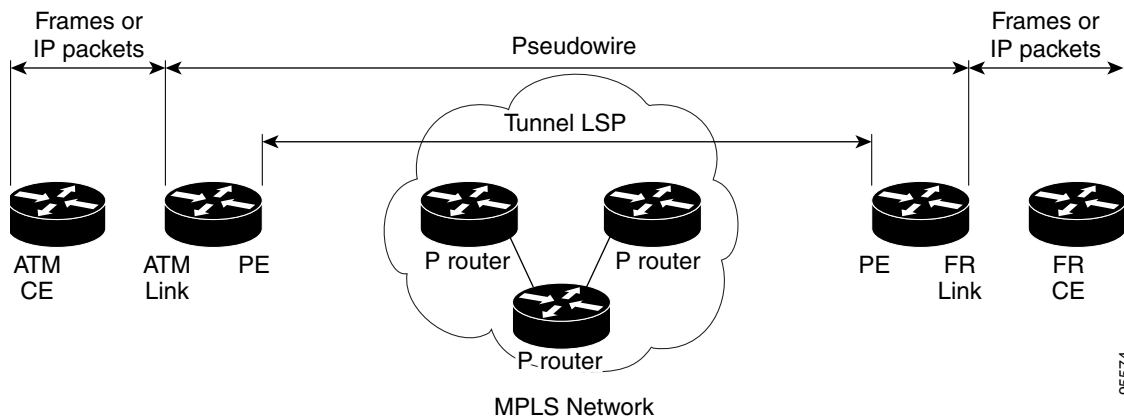 Frames or
IP packets
Pseudowire
Frames or
IP packets
Tunnel LSP
P router
P router
ATM
CE
ATM
Link
PE
PE
FR
Link
FR
CE
P router
MPLS Network
95574